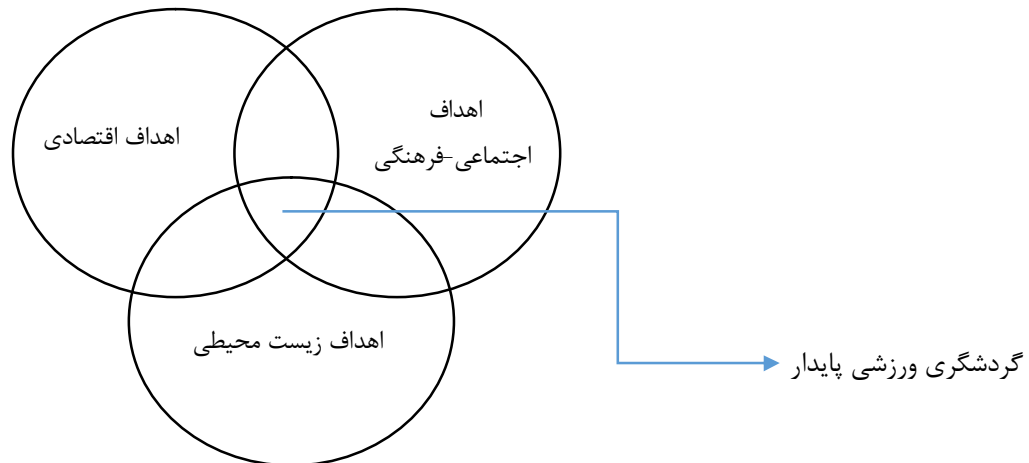 اهداف
اجتماعی-فرهنگی
اهداف اقتصادی
اهداف زیست محیطی
گردشگری ورزشی پایدار